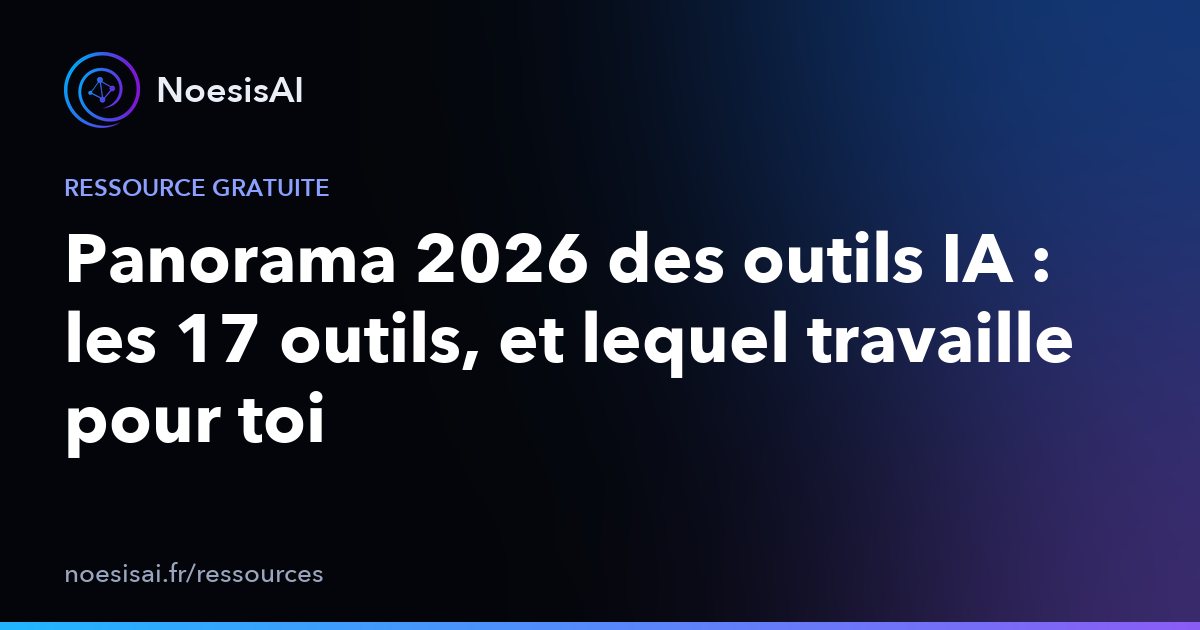 NoesisAI
RESSOURCE GRATUITE
Panorama 2026 des outils IA :
les 17 outils, et lequel travaille
pour toi
noesisai.fr/ressources